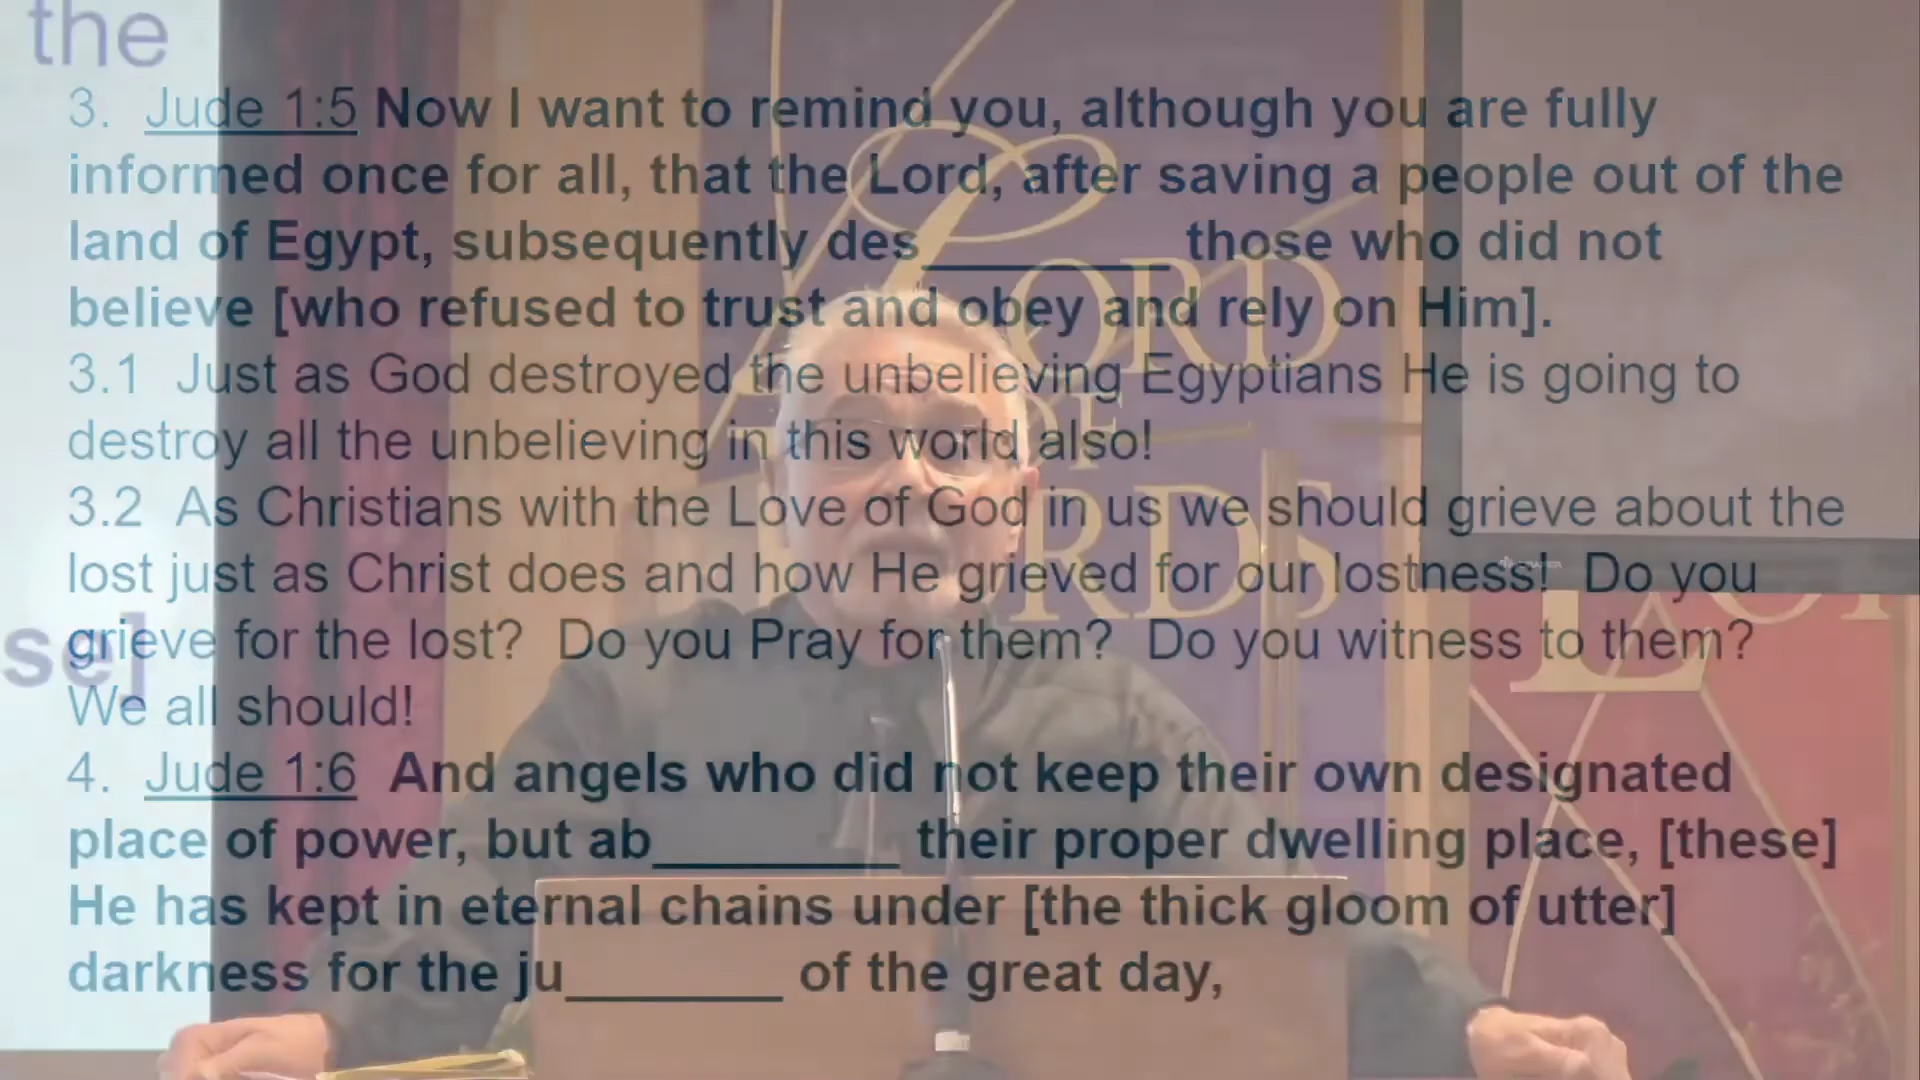 the
3. Jude 1:5 Now I want to remind you, although you are fully
informed once for all, that the Lord, after saving a people out of the
land of Egypt, subsequently des________ those who did not
believe [who refused to trust and obey and rely on Him].
3.1 Just as God destroyed the unbelieving Egyptians He is going to
destroy all the unbelieving in this world also!
3.2 As Christians with the Love of God in us we should grieve about the
lost just as Christ does and how He grieved for our lostness! Do you
grieve for the lost? Do you Pray for them? Do you witness to them?
We all should!
4. Jude 1:6 And angels who did not keep their own designated
place of power, but ab________ their proper dwelling place, [these]
He has kept in eternal chains under [the thick gloom of utter]
darkness for the ju_______ of the great day,
se]
LORD
OF
LORDS